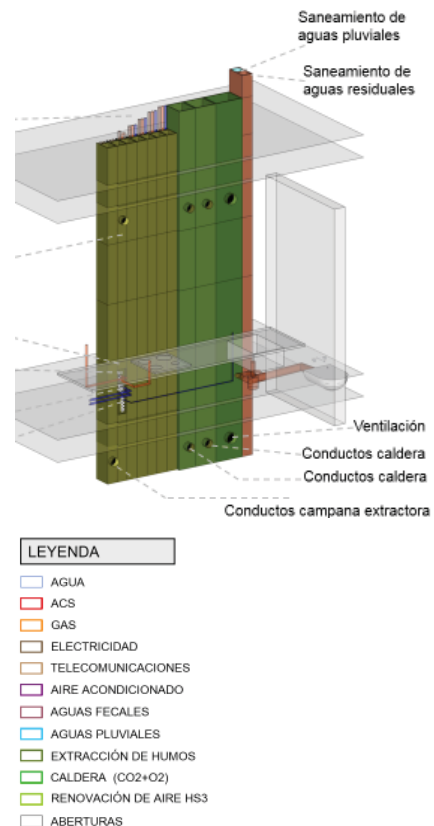 Saneamiento de
aguas pluviales
Saneamiento de
aguas residuales
Ventilación
Conductos caldera
Conductos caldera
Conductos campana extractora
LEYENDA
AGUA
ACS
GAS
ELECTRICIDAD
TELECOMUNICACIONES
AIRE ACONDICIONADO
AGUAS FECALES
AGUAS PLUVIALES
EXTRACCIÓN DE HUMOS
CALDERA (CO2+O2)
RENOVACIÓN DE AIRE HS3
ABERTURAS